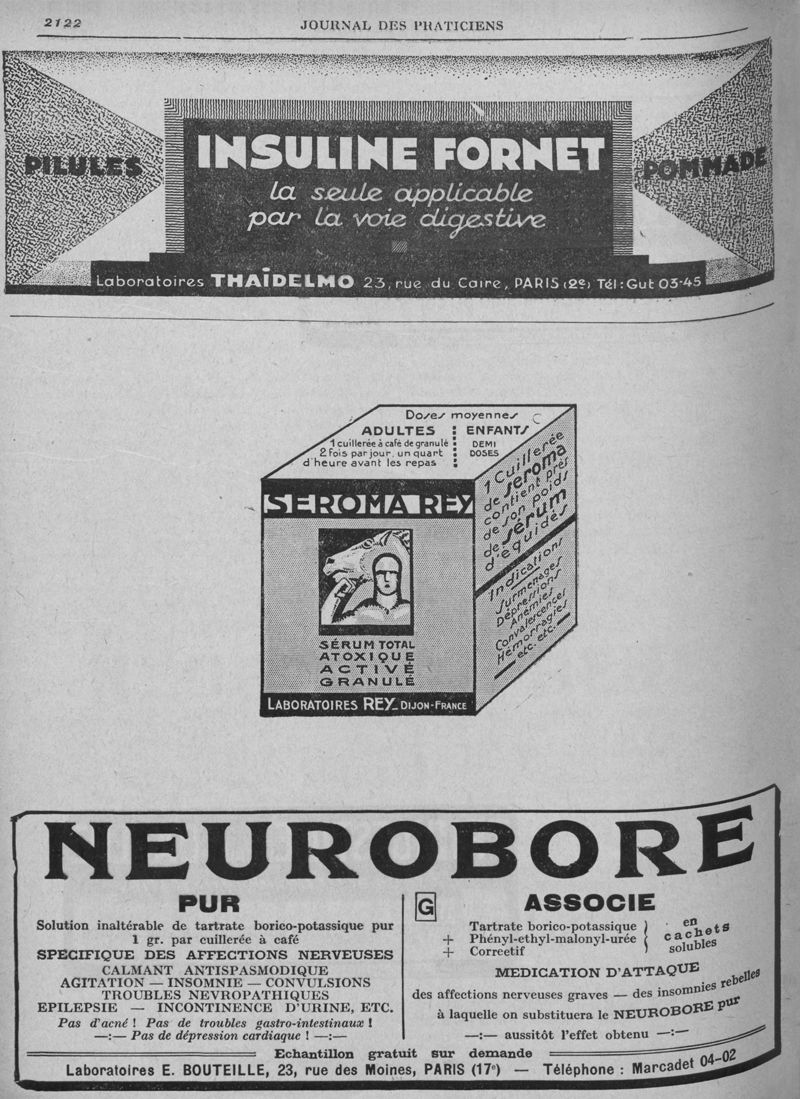 2122
JOURNAL DES PRATICIENS
PILULES
INSULINE FORNET
la seule applicable
par la voie digestive
POMMADE
Laboratoires THAÏDELMO 23, rue du Caire, PARIS (2e) Tél: Gut 03-45
Doses moyennes
ADULTES
1 cuillerée à café de granulé
2 fois par jour, un quart
d'heure avant les repas
ENFANTS
DEMI
DOSES
SEROMA REY
SÉRUM TOTAL
ATOXIQUE
ACTIVÉ
GRANULÉ
LABORATOIRES REY_ DIJON-FRANCE
1 Cuillerée
de seroma
contient près
de son poids
de sérum
d'equidés
Indications
Surmenages
Dépressions
Anémies
Convalescences
Hémorragies
etc. etc.
NEUROBORE
PUR
Solution inaltérable de tartrate borico-potassique pur
1 gr. par cuillerée à café
SPECIFIQUE DES AFFECTIONS NERVEUSES
CALMANT ANTISPASMODIQUE
AGITATION — INSOMNIE — CONVULSIONS
TROUBLES NEVROPATHIQUES
EPILEPSIE — INCONTINENCE D'URINE, ETC.
Pas d'acné ! Pas de troubles gastro-intestinaux !
—:— Pas de dépression cardiaque ! —:—
G
ASSOCIE
Tartrate borico-potassique
+ Phényl-ethyl-malonyl-urée
+ Correctif
en
cachets
solubles
MEDICATION D'ATTAQUE
des affections nerveuses graves — des insomnies rebelles
à laquelle on substituera le NEUROBORE pur
—:— aussitôt l'effet obtenu —:—
Echantillon gratuit sur demande
Laboratoires E. BOUTEILLE, 23, rue des Moines, PARIS (17e) — Téléphone : Marcadet 04-02